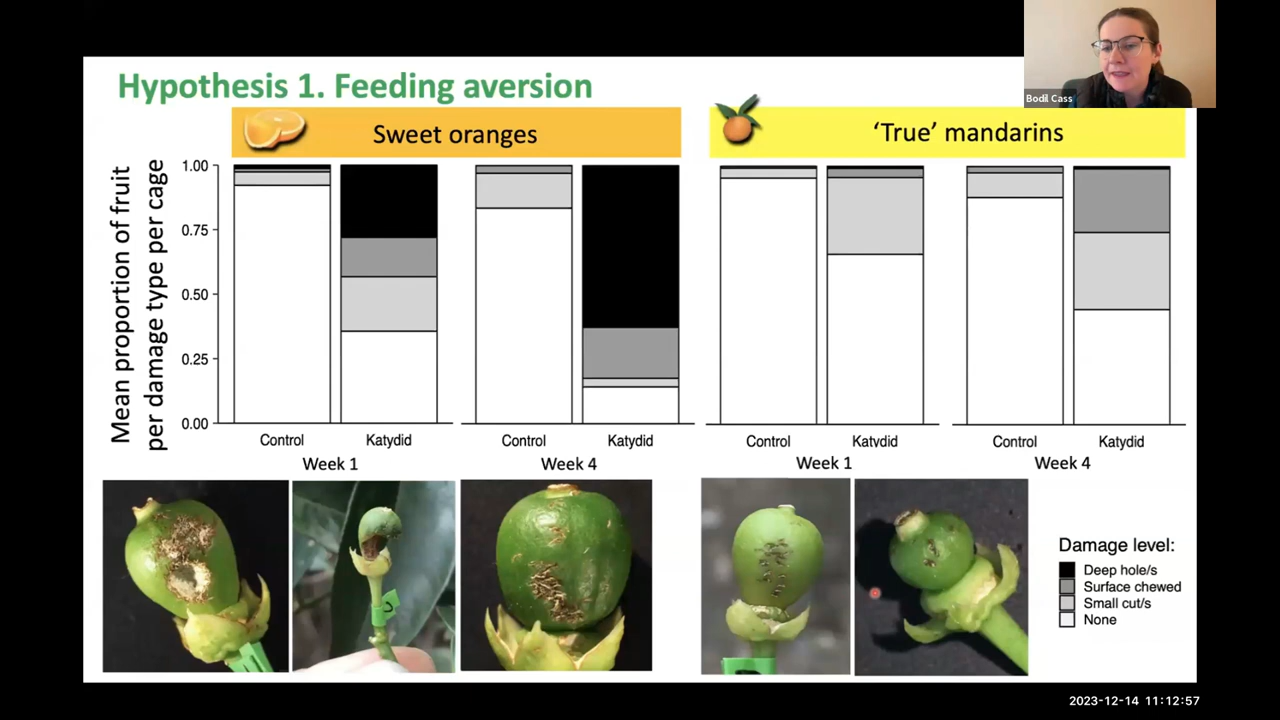 Bodil Cass
Hypothesis 1. Feeding aversion
Sweet oranges
‘True’ mandarins
Mean proportion of fruit
per damage type per cage
1.00
0.75
0.50
0.25
0.00
Control
Katydid
Control
Katydid
Control
Katydid
Control
Katydid
Week 1
Week 4
Week 1
Week 4
Damage level:
Deep hole/s
Surface chewed
Small cut/s
None
2023-12-14 11:12:57